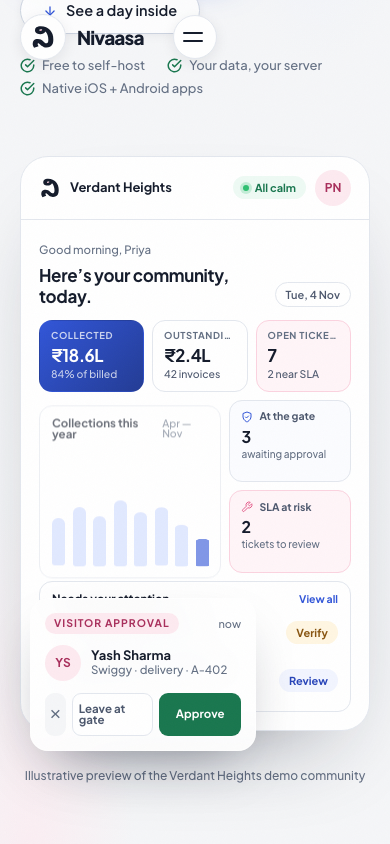 See a day inside
Nivaasa
Free to self-host
Your data, your server
Native iOS + Android apps
Verdant Heights
All calm
PN
Good morning, Priya
Here's your community,
today.
Tue, 4 Nov
COLLECTED
₹18.6L
84% of billed
OUTSTANDI...
₹2.4L
42 invoices
OPEN TICKE...
7
2 near SLA
Collections this
year
Apr —
Nov
At the gate
3
awaiting approval
SLA at risk
2
tickets to review
Needs your attention
View all
Verify
Review
VISITOR APPROVAL
now
YS
Yash Sharma
Swiggy · delivery · A-402
Leave at
gate
Approve
Illustrative preview of the Verdant Heights demo community